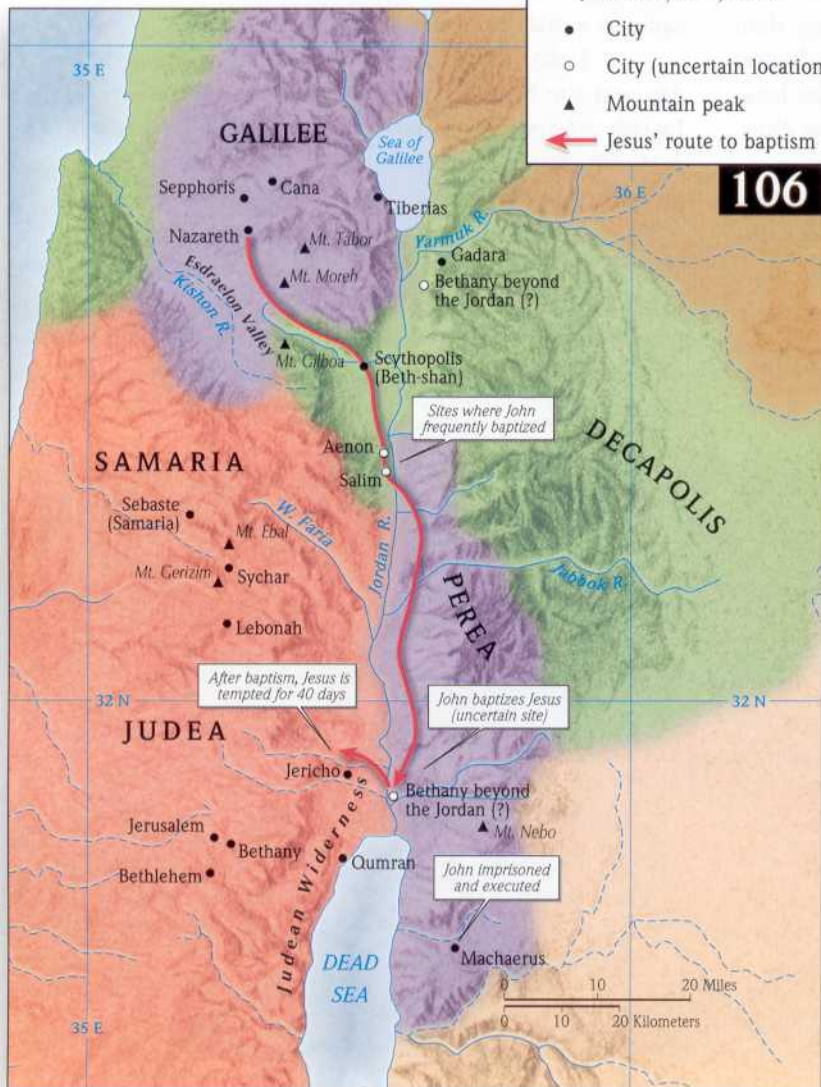 City
City (uncertain location
Mountain peak
Jesus' route to baptism
106
35 E
36 E
GALILEE
Sea of
Galilee
Sepphoris
Cana
Tiberias
Nazareth
Mt. Tabor
Yarmuk R.
Gadara
Mt. Moreh
Bethany beyond
the Jordan (?)
Esdraelon Valley
Kishon R.
Mt. Gilboa
Scythopolis
(Beth-shan)
Sites where John
frequently baptized
DECAPOLIS
Aenon
Salim
SAMARIA
Sebaste
(Samaria)
Mt. Ebal
W. Faria
Jordan R.
Mt. Gerizim
Sychar
Jabbok R.
PEREA
Lebonah
After baptism, Jesus is
tempted for 40 days
John baptizes Jesus
(uncertain site)
32 N
32 N
JUDEA
Jericho
Bethany beyond
the Jordan (?)
Mt. Nebo
Jerusalem
Bethany
Bethlehem
Judean Widerness
Qumran
John imprisoned
and executed
Machaerus
DEAD
SEA
0 10 20 Miles
0 10 20 Kilometers
35 E